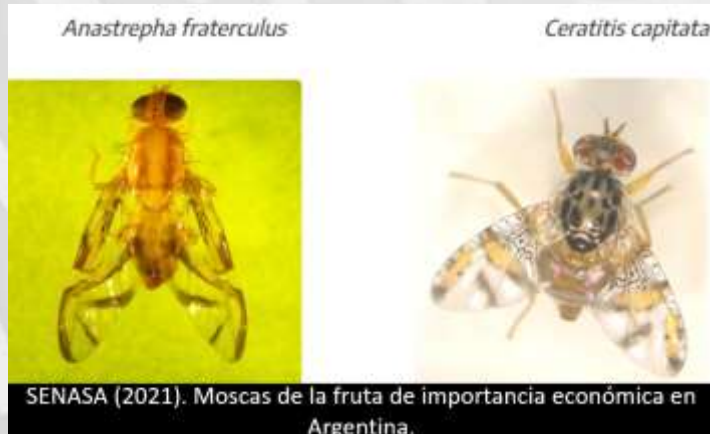 Anastrepha fraterculus
Ceratitis capitata
SENASA (2021). Moscas de la fruta de importancia económica en
Argentina.